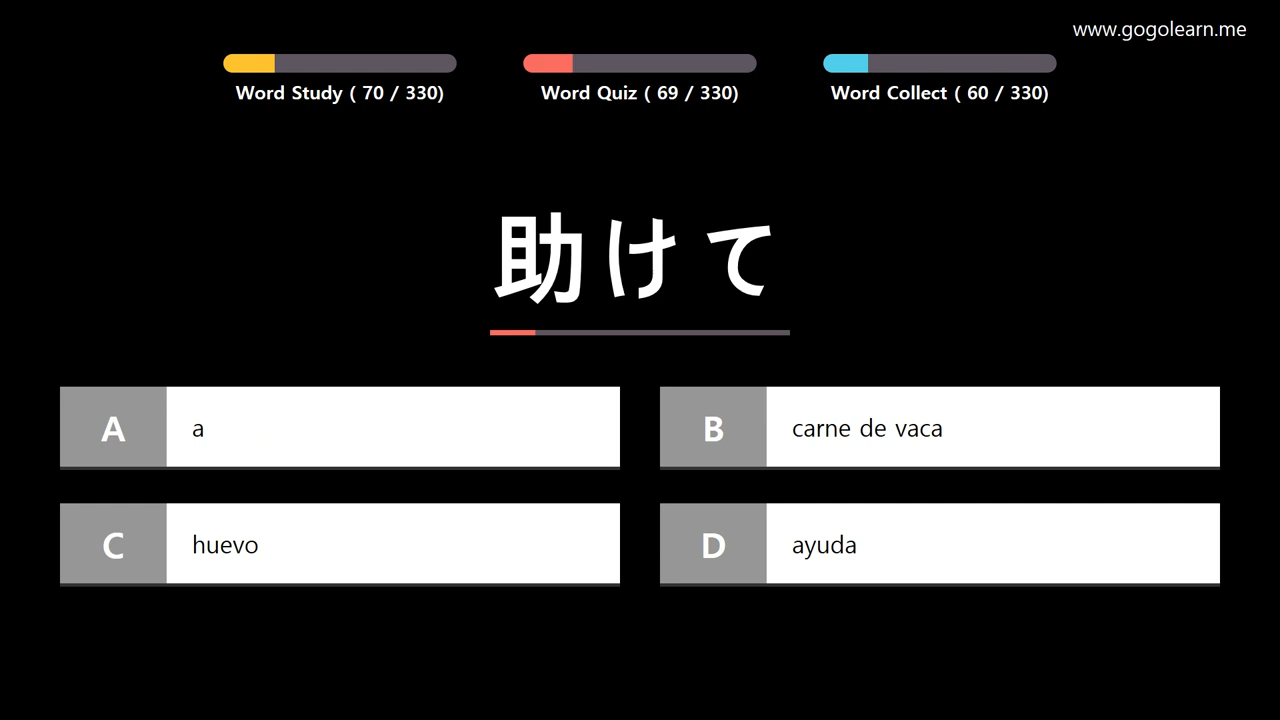 www.gogolearn.me
Word Study ( 70 / 330)
Word Quiz ( 69 / 330)
Word Collect ( 60 / 330)
助けて
A
a
B
carne de vaca
C
huevo
D
ayuda